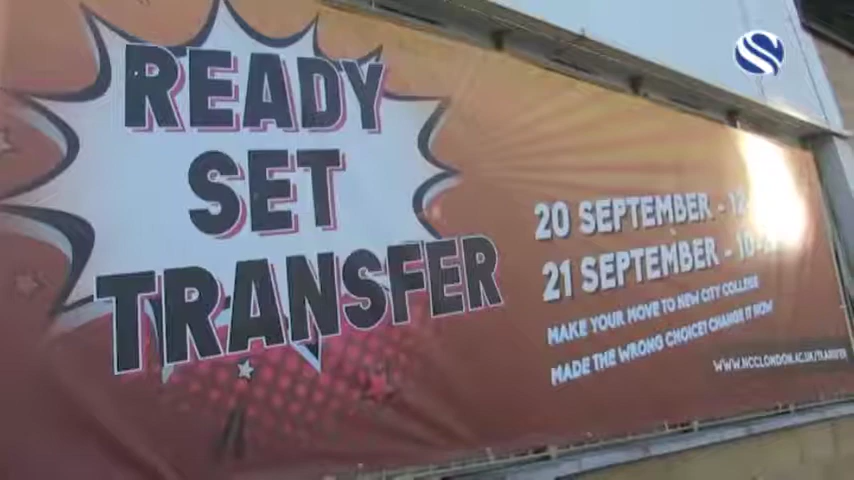 READY
SET
TRANSFER
20 SEPTEMBER -
21 SEPTEMBER -
MAKE YOUR MOVE TO NEW CITY COLLEGE
MADE THE WRONG CHOICE? CHANGE IT NOW
WWW.NCCLONDON.AC.UK/TRANSFER
S